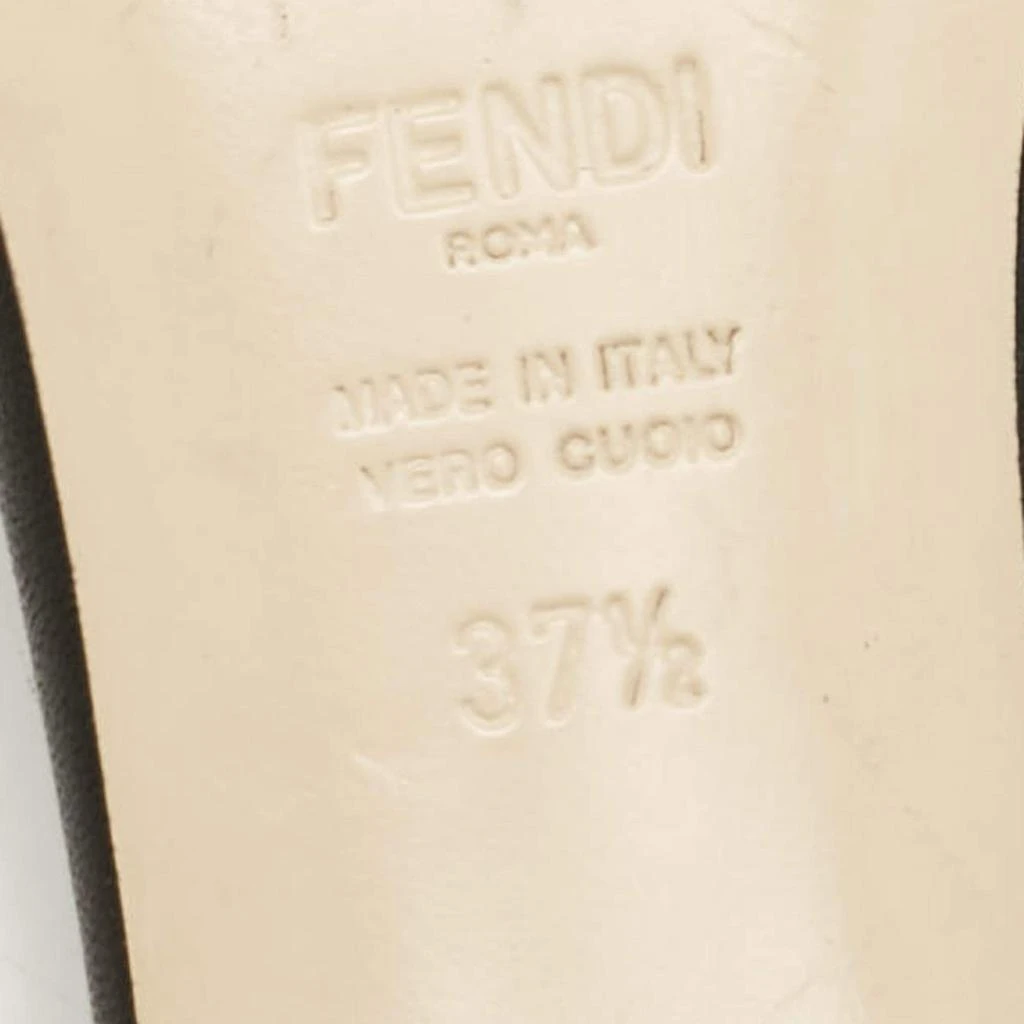 FENDI
ROMA
MADE IN ITALY
VERO CUOIO
37½